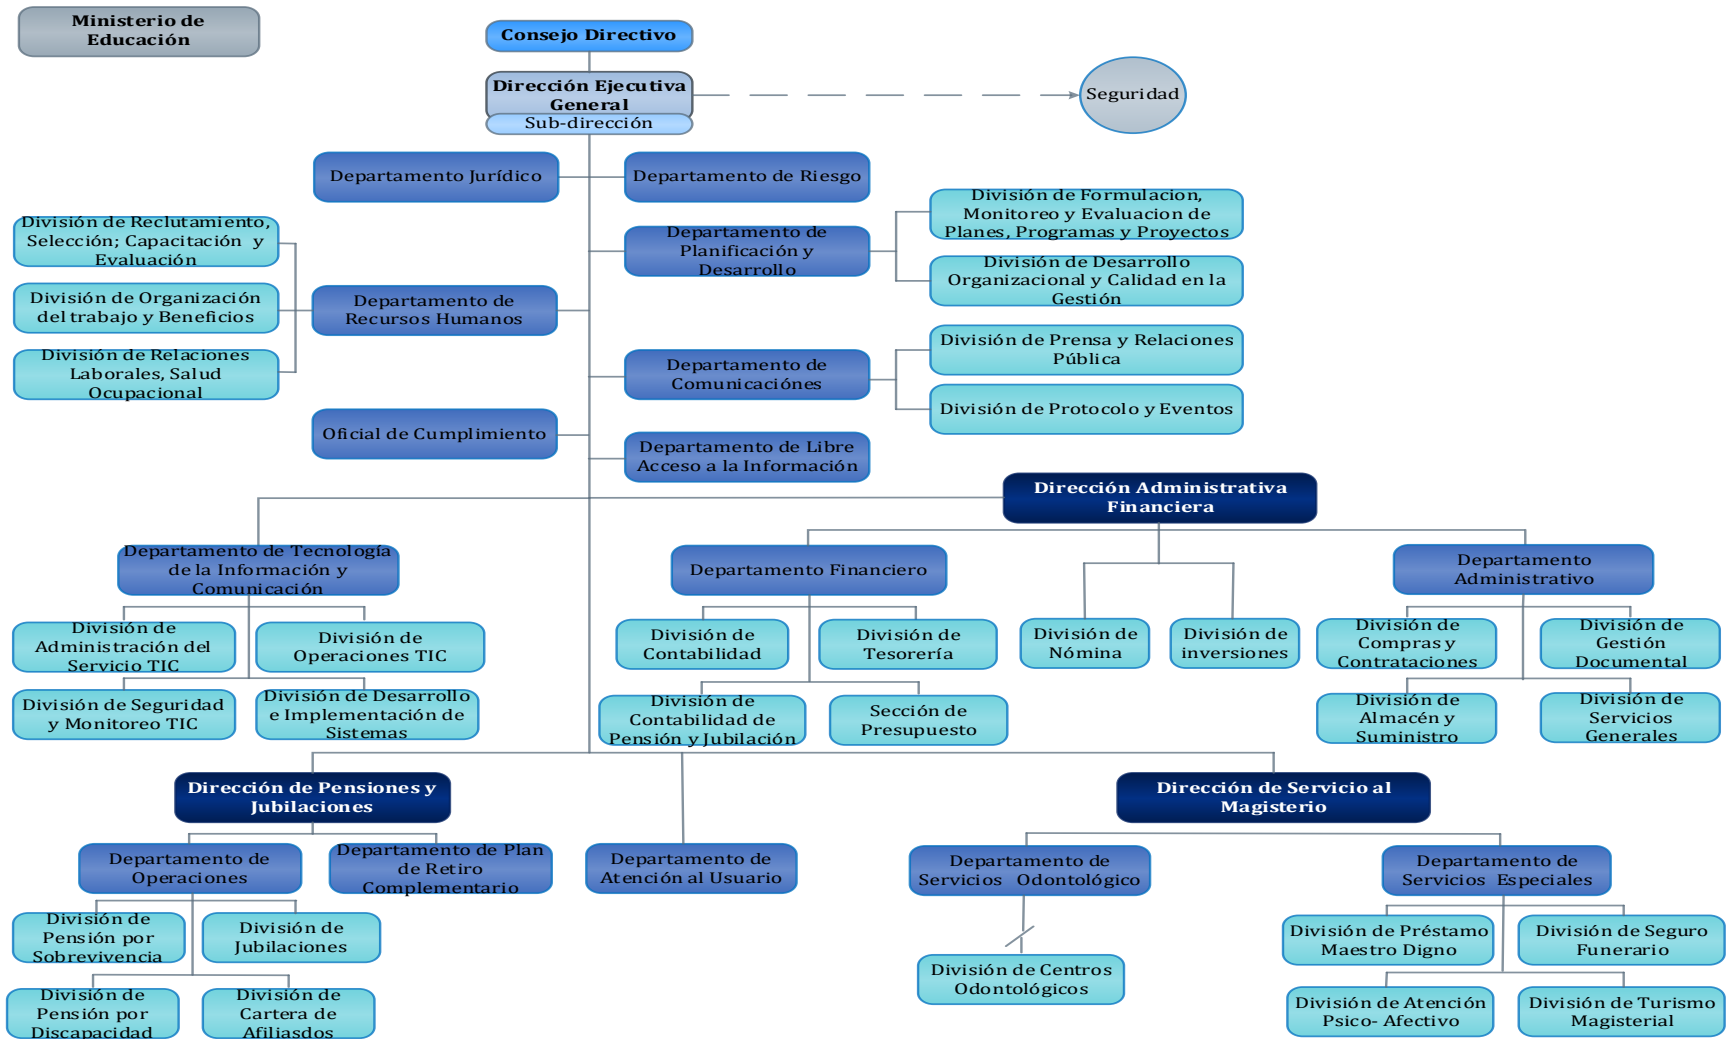 Ministerio de
Educación
Consejo Directivo
Dirección Ejecutiva
General
Sub-dirección
Seguridad
Departamento Jurídico
Departamento de Riesgo
División de Reclutamiento,
Selección; Capacitación y
Evaluación
División de Organización
del trabajo y Beneficios
División de Relaciones
Laborales, Salud
Ocupacional
Departamento de
Recursos Humanos
Departamento de
Planificación y
Desarrollo
División de Formulacion,
Monitoreo y Evaluacion de
Planes, Programas y Proyectos
División de Desarrollo
Organizacional y Calidad en la
Gestión
Departamento de
Comunicaciónes
División de Prensa y Relaciones
Pública
División de Protocolo y Eventos
Oficial de Cumplimiento
Departamento de Libre
Acceso a la Información
Dirección Administrativa
Financiera
Departamento de Tecnología
de la Información y
Comunicación
División de
Administración del
Servicio TIC
División de
Operaciones TIC
División de Seguridad
y Monitoreo TIC
División de Desarrollo
e Implementación de
Sistemas
Departamento Financiero
División de
Contabilidad
División de
Tesorería
División de
Contabilidad de
Pensión y Jubilación
Sección de
Presupuesto
División de
Nómina
División de
inversiones
Departamento
Administrativo
División de
Compras y
Contrataciones
División de
Gestión
Documental
División de
Almacén y
Suministro
División de
Servicios
Generales
Dirección de Pensiones y
Jubilaciones
Departamento de
Operaciones
Departamento de Plan
de Retiro
Complementario
División de
Pensión por
Sobrevivencia
División de
Jubilaciones
División de
Pensión por
Discapacidad
División de
Cartera de
Afiliasdos
Departamento de
Atención al Usuario
Dirección de Servicio al
Magisterio
Departamento de
Servicios Odontológico
División de Centros
Odontológicos
Departamento de
Servicios Especiales
División de Préstamo
Maestro Digno
División de Seguro
Funerario
División de Atención
Psico- Afectivo
División de Turismo
Magisterial